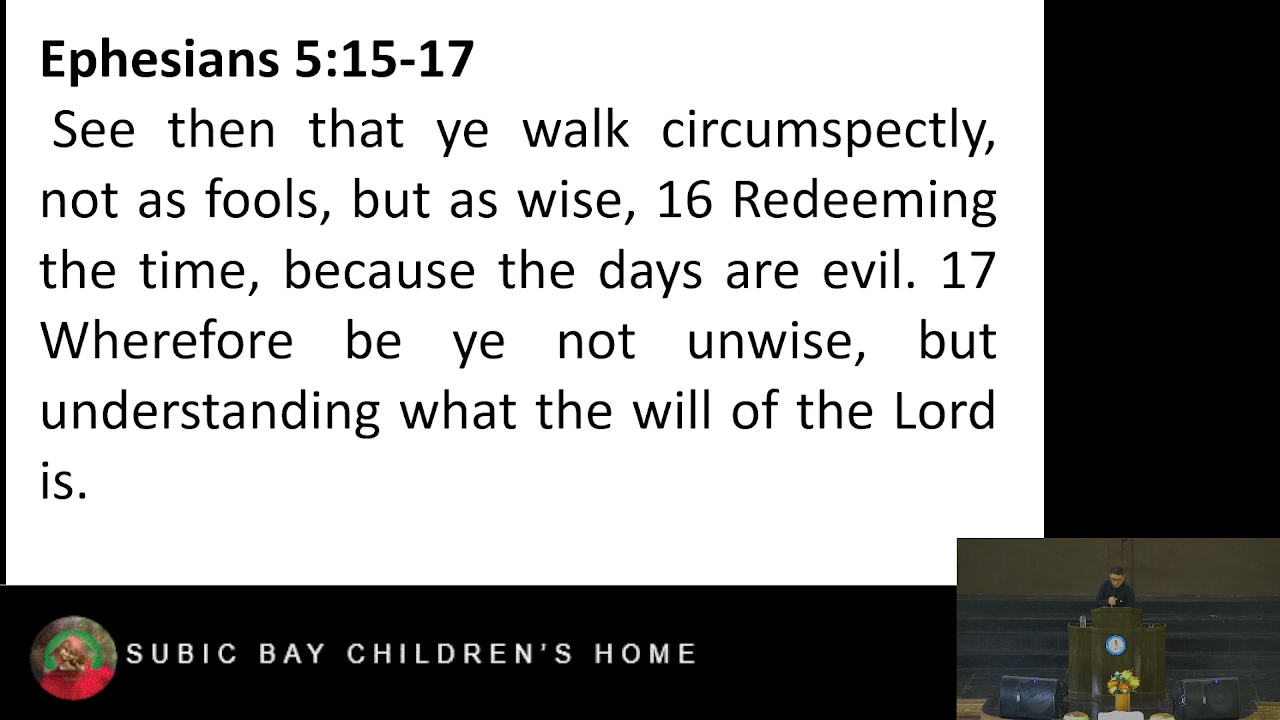 Ephesians 5:15-17
See then that ye walk circumspectly,
not as fools, but as wise, 16 Redeeming
the time, because the days are evil. 17
Wherefore be ye not unwise, but
understanding what the will of the Lord
is.
SUBIC BAY CHILDREN'S HOME